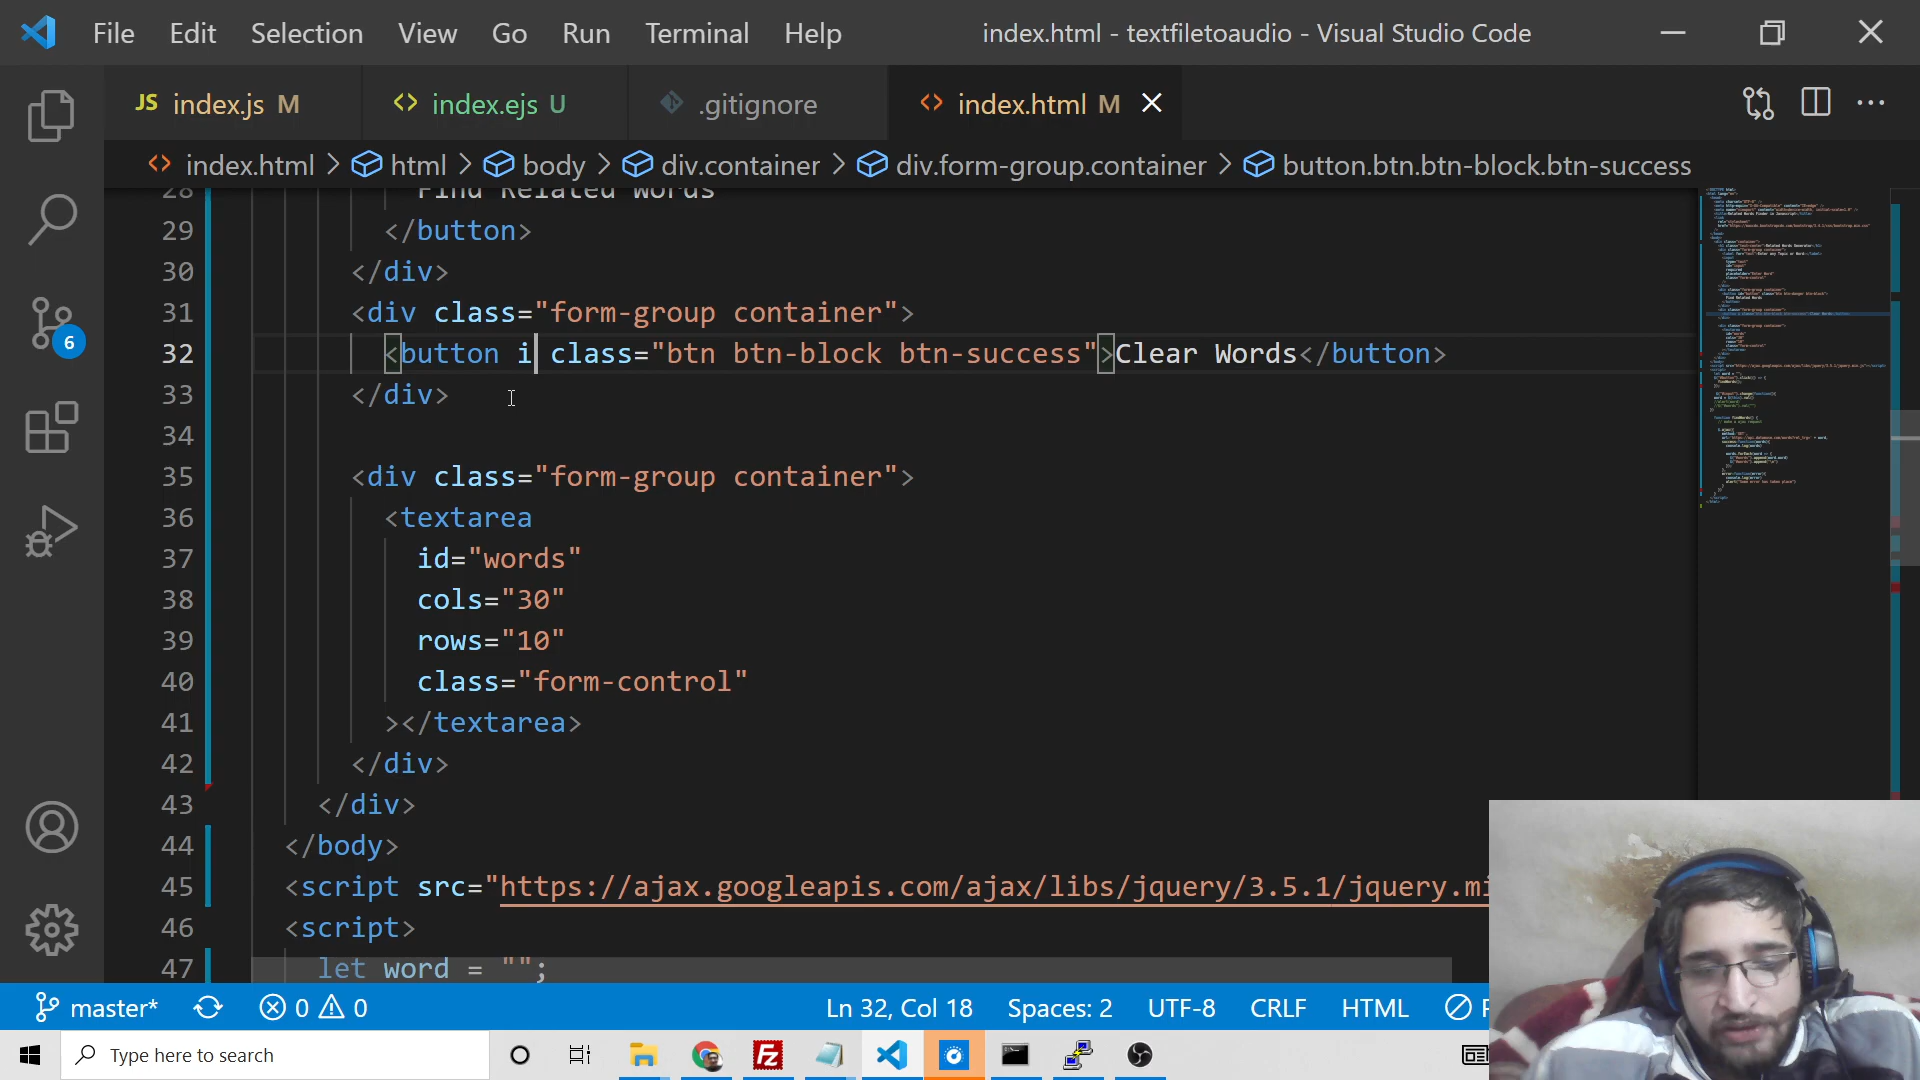 File Edit Selection View Go Run Terminal Help index.html - textfiletoaudio - Visual Studio Code
JS index.js M <> index.ejs U .gitignore <> index.html M
<> index.html > html > body > div.container > div.form-group.container > button.btn.btn-block.btn-success
28 Find Related Words
29 </button>
30 </div>
31 <div class="form-group container">
32 <button i class="btn btn-block btn-success">Clear Words</button>
33 </div>
34
35 <div class="form-group container">
36 <textarea
37 id="words"
38 cols="30"
39 rows="10"
40 class="form-control"
41 ></textarea>
42 </div>
43 </div>
44 </body>
45 <script src="https://ajax.googleapis.com/ajax/libs/jquery/3.5.1/jquery.mi
46 <script>
47 let word = "";
6
master* 0 0 Ln 32, Col 18 Spaces: 2 UTF-8 CRLF HTML
Type here to search